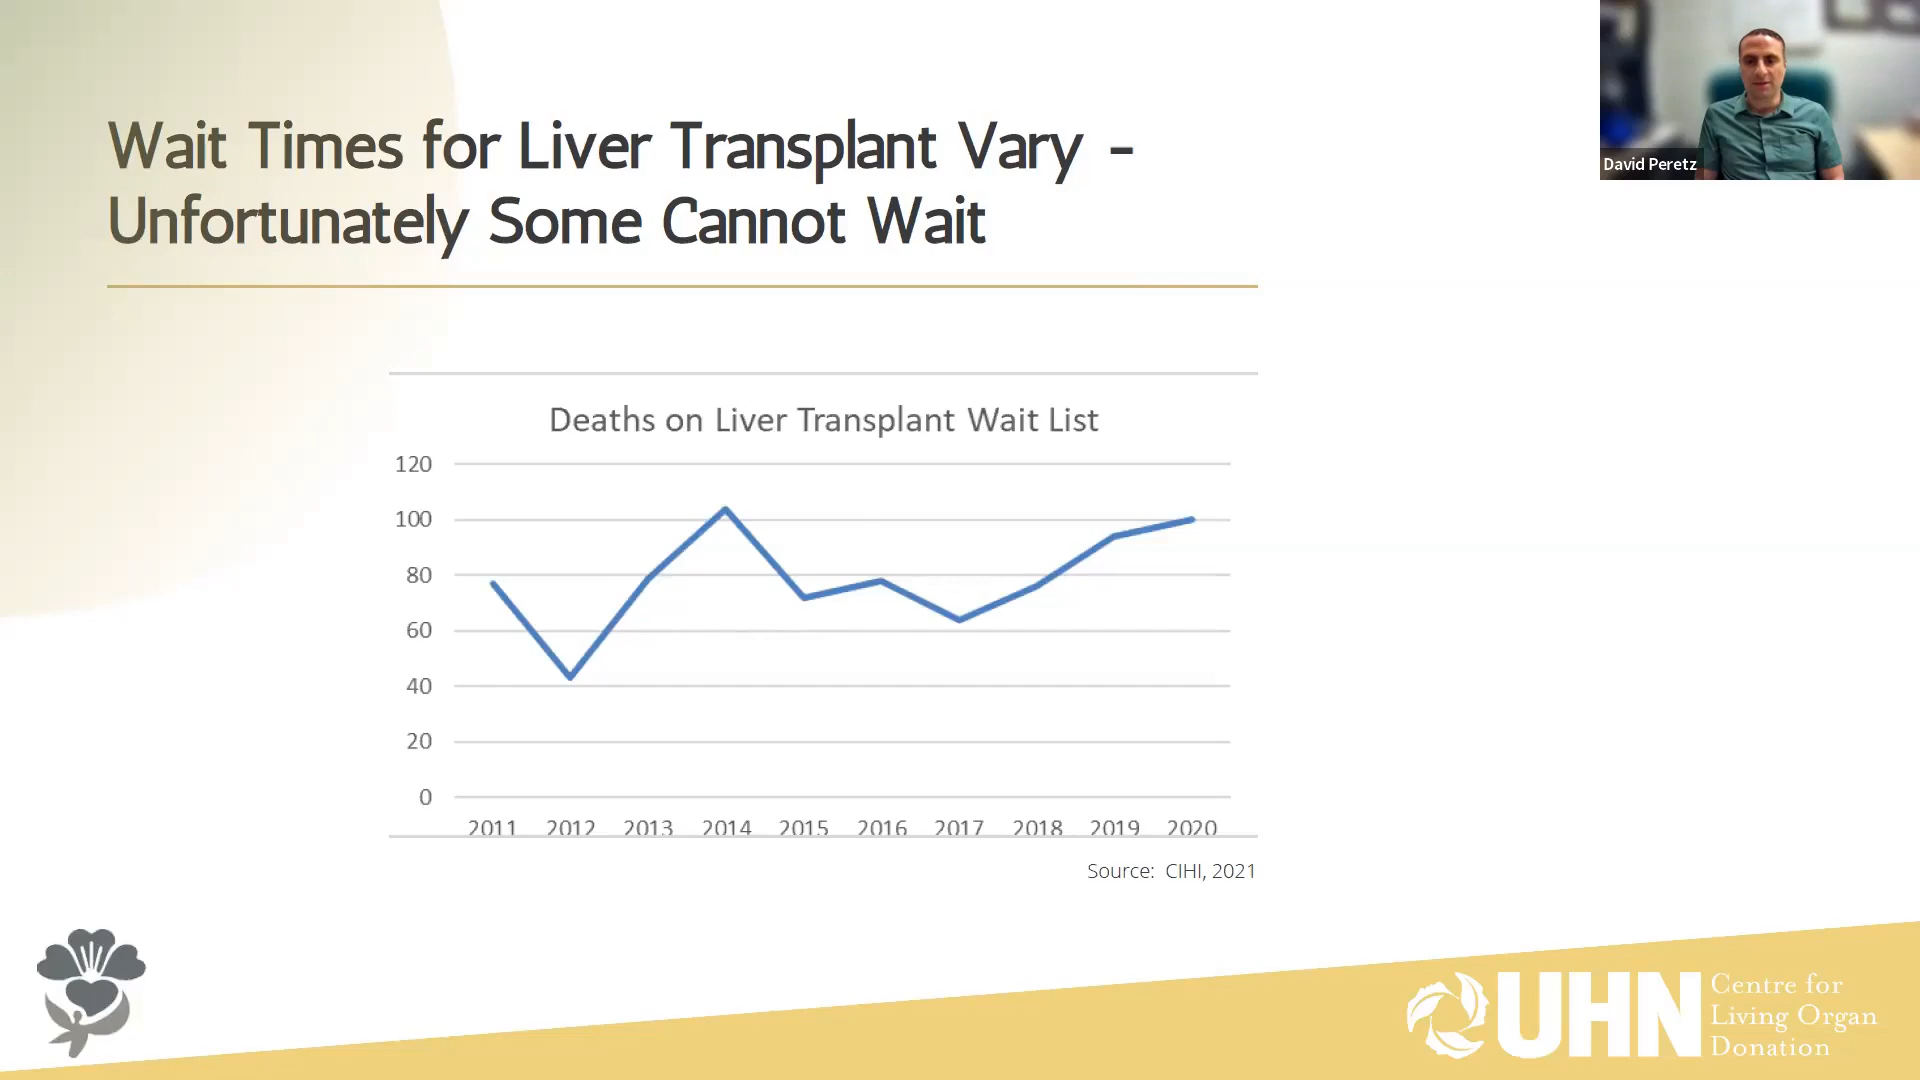 David Peretz
Wait Times for Liver Transplant Vary -
Unfortunately Some Cannot Wait
Deaths on Liver Transplant Wait List
120
100
80
60
40
20
0
2011 2012 2013 2014 2015 2016 2017 2018 2019 2020
Source: CIHI, 2021
UHN
Centre for
Living Organ
Donation